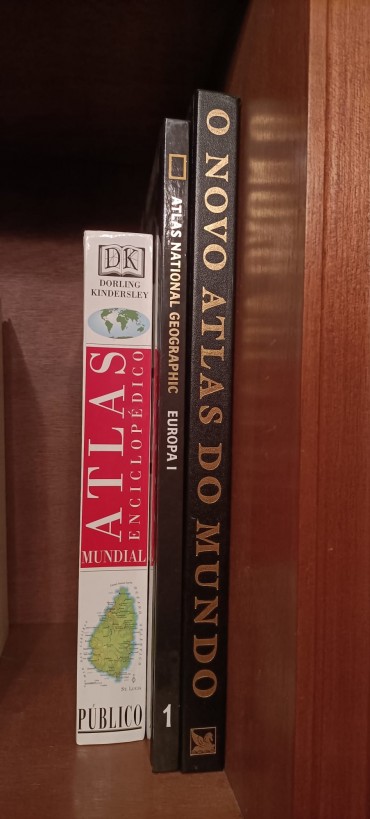 DK
DORLING
KINDERSLEY
ATLAS
ENCICLOPÉDICO
MUNDIAL
PÚBLICO
ATLAS NATIONAL GEOGRAPHIC EUROPA I
1
O NOVO ATLAS DO MUNDO